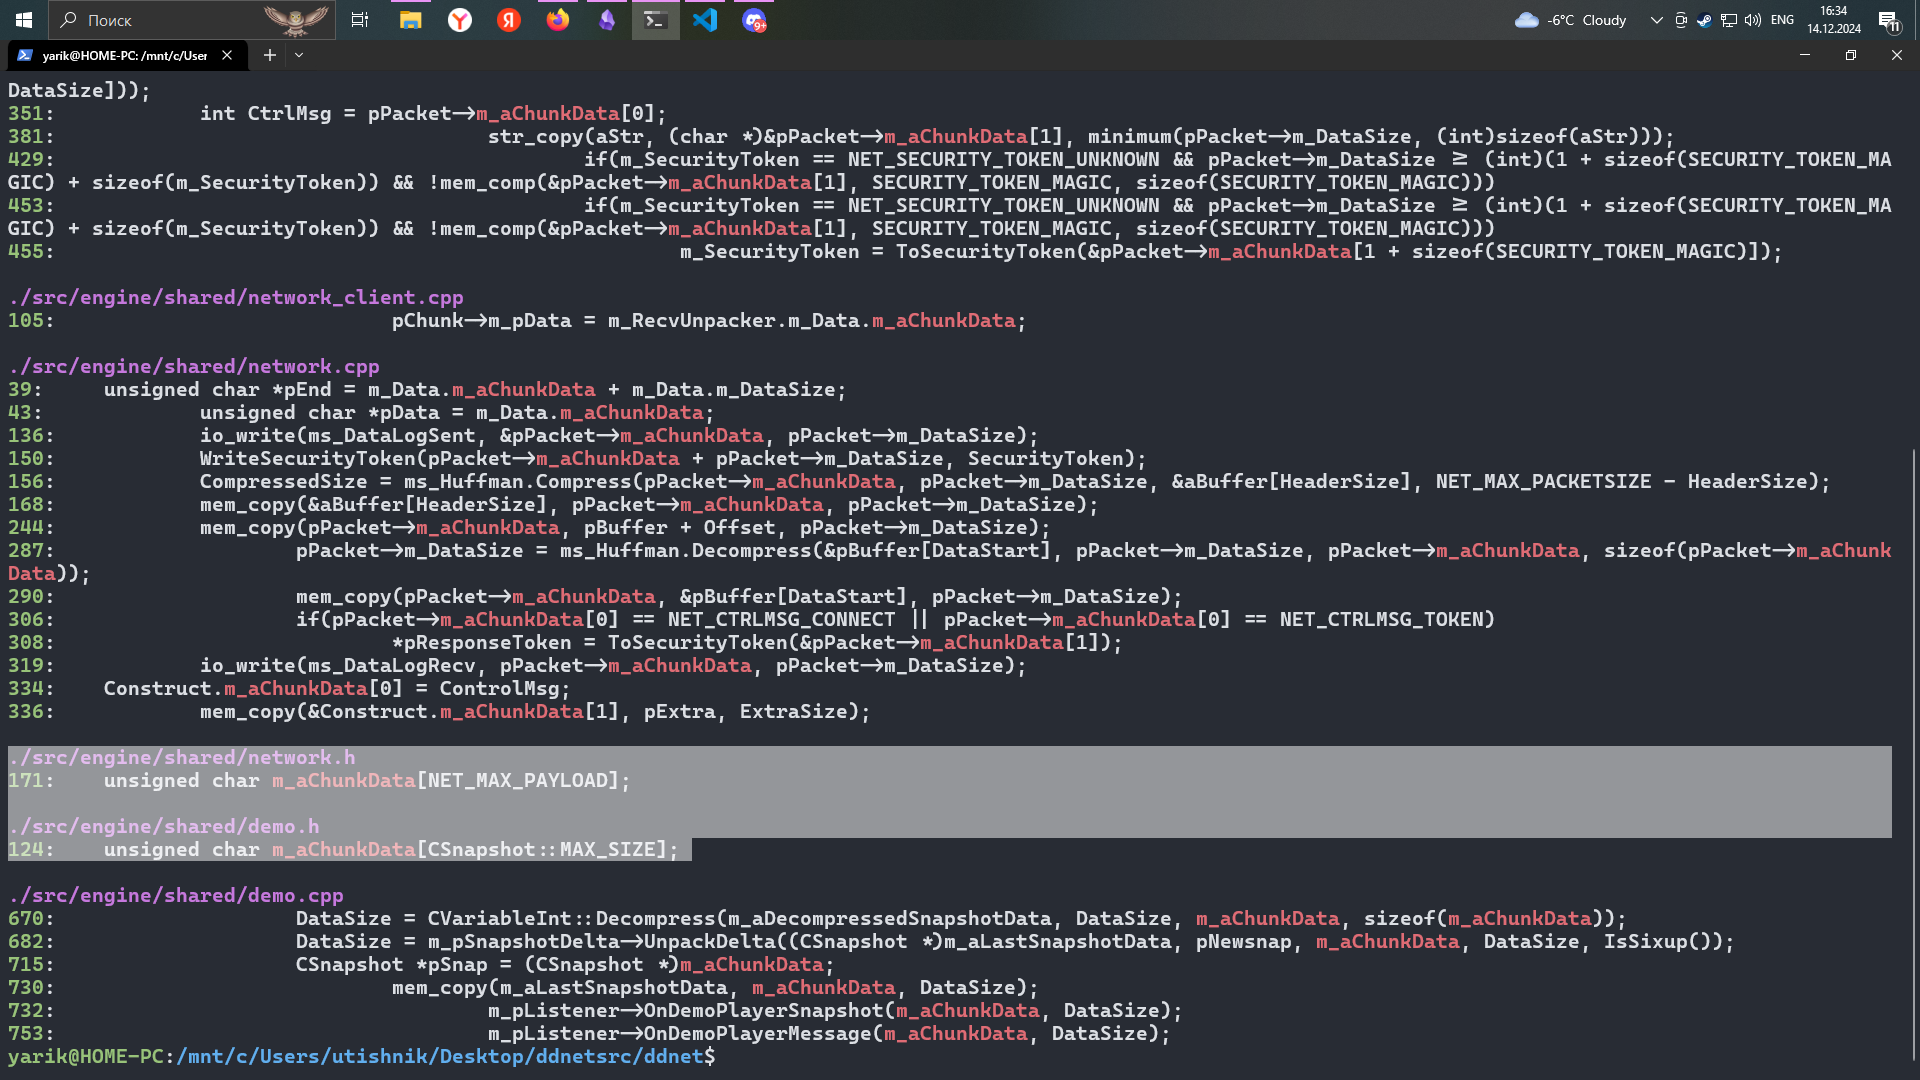 Поиск
9+
-6°C Cloudy
ENG
16:34
14.12.2024
11
yarik@HOME-PC: /mnt/c/User
DataSize]));
351: int CtrlMsg = pPacket->m_aChunkData[0];
381: str_copy(aStr, (char *)&pPacket->m_aChunkData[1], minimum(pPacket->m_DataSize, (int)sizeof(aStr)));
429: if(m_SecurityToken == NET_SECURITY_TOKEN_UNKNOWN && pPacket->m_DataSize >= (int)(1 + sizeof(SECURITY_TOKEN_MA
GIC) + sizeof(m_SecurityToken)) && !mem_comp(&pPacket->m_aChunkData[1], SECURITY_TOKEN_MAGIC, sizeof(SECURITY_TOKEN_MAGIC)))
453: if(m_SecurityToken == NET_SECURITY_TOKEN_UNKNOWN && pPacket->m_DataSize >= (int)(1 + sizeof(SECURITY_TOKEN_MA
GIC) + sizeof(m_SecurityToken)) && !mem_comp(&pPacket->m_aChunkData[1], SECURITY_TOKEN_MAGIC, sizeof(SECURITY_TOKEN_MAGIC)))
455: m_SecurityToken = ToSecurityToken(&pPacket->m_aChunkData[1 + sizeof(SECURITY_TOKEN_MAGIC)]);
./src/engine/shared/network_client.cpp
105: pChunk->m_pData = m_RecvUnpacker.m_Data.m_aChunkData;
./src/engine/shared/network.cpp
39: unsigned char *pEnd = m_Data.m_aChunkData + m_Data.m_DataSize;
43: unsigned char *pData = m_Data.m_aChunkData;
136: io_write(ms_DataLogSent, &pPacket->m_aChunkData, pPacket->m_DataSize);
150: WriteSecurityToken(pPacket->m_aChunkData + pPacket->m_DataSize, SecurityToken);
156: CompressedSize = ms_Huffman.Compress(pPacket->m_aChunkData, pPacket->m_DataSize, &aBuffer[HeaderSize], NET_MAX_PACKETSIZE - HeaderSize);
168: mem_copy(&aBuffer[HeaderSize], pPacket->m_aChunkData, pPacket->m_DataSize);
244: mem_copy(pPacket->m_aChunkData, pBuffer + Offset, pPacket->m_DataSize);
287: pPacket->m_DataSize = ms_Huffman.Decompress(&pBuffer[DataStart], pPacket->m_DataSize, pPacket->m_aChunkData, sizeof(pPacket->m_aChunk
Data));
290: mem_copy(pPacket->m_aChunkData, &pBuffer[DataStart], pPacket->m_DataSize);
306: if(pPacket->m_aChunkData[0] == NET_CTRLMSG_CONNECT || pPacket->m_aChunkData[0] == NET_CTRLMSG_TOKEN)
308: *pResponseToken = ToSecurityToken(&pPacket->m_aChunkData[1]);
319: io_write(ms_DataLogRecv, pPacket->m_aChunkData, pPacket->m_DataSize);
334: Construct.m_aChunkData[0] = ControlMsg;
336: mem_copy(&Construct.m_aChunkData[1], pExtra, ExtraSize);
./src/engine/shared/network.h
171: unsigned char m_aChunkData[NET_MAX_PAYLOAD];
./src/engine/shared/demo.h
124: unsigned char m_aChunkData[CSnapshot::MAX_SIZE];
./src/engine/shared/demo.cpp
670: DataSize = CVariableInt::Decompress(m_aDecompressedSnapshotData, DataSize, m_aChunkData, sizeof(m_aChunkData));
682: DataSize = m_pSnapshotDelta->UnpackDelta((CSnapshot *)m_aLastSnapshotData, pNewsnap, m_aChunkData, DataSize, IsSixup());
715: CSnapshot *pSnap = (CSnapshot *)m_aChunkData;
730: mem_copy(m_aLastSnapshotData, m_aChunkData, DataSize);
732: m_pListener->OnDemoPlayerSnapshot(m_aChunkData, DataSize);
753: m_pListener->OnDemoPlayerMessage(m_aChunkData, DataSize);
yarik@HOME-PC:/mnt/c/Users/utishnik/Desktop/ddnetsrc/ddnet$